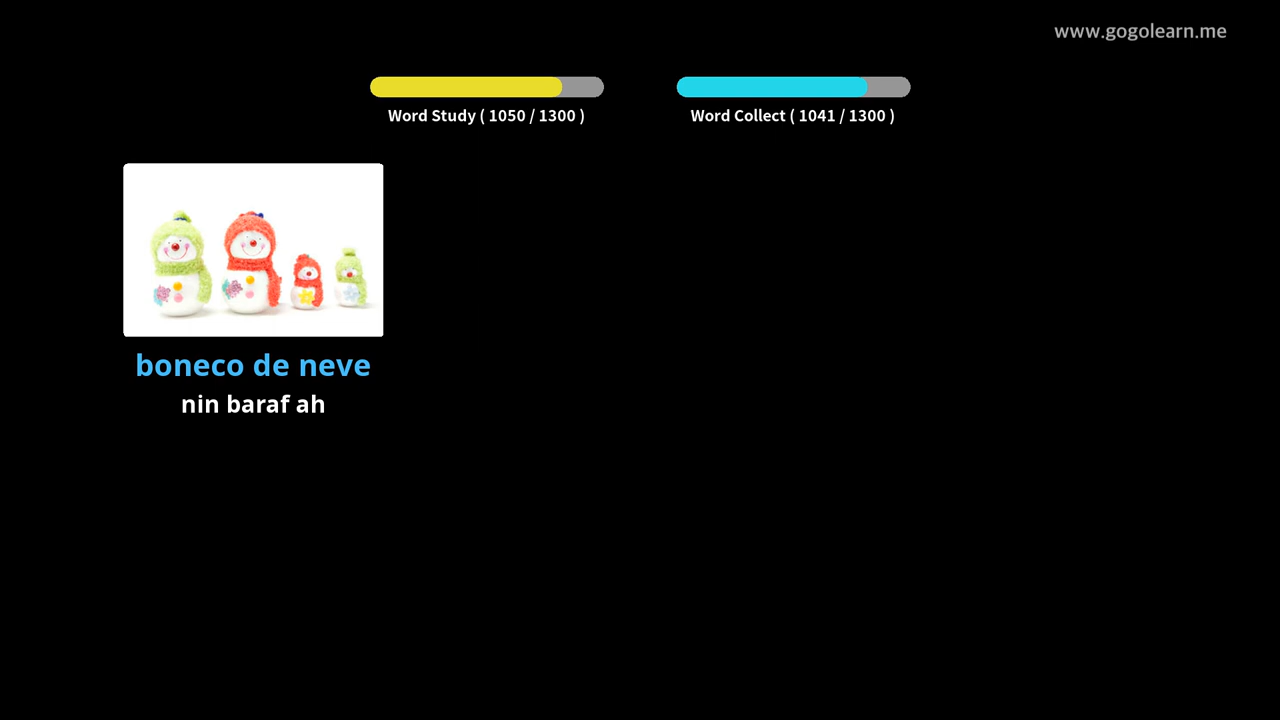 www.gogolearn.me
Word Study ( 1050 / 1300 )
Word Collect ( 1041 / 1300 )
boneco de neve
nin baraf ah